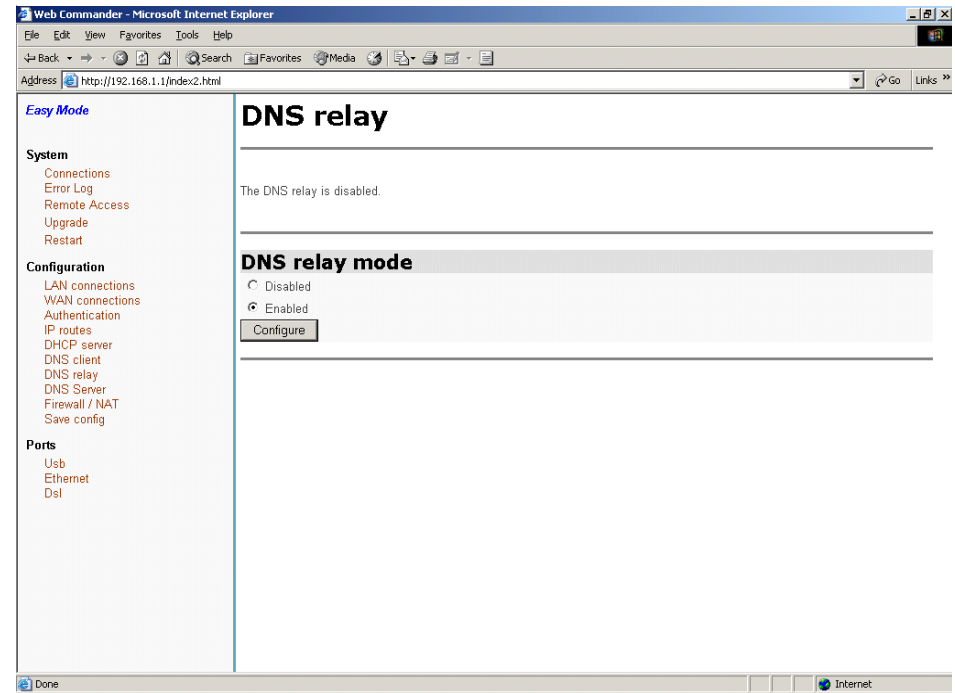 Web Commander - Microsoft Internet Explorer
File Edit View Favorites Tools Help
Back Search Favorites Media
Address http://192.168.1.1/index2.html Go Links »
Easy Mode
System
Connections
Error Log
Remote Access
Upgrade
Restart
Configuration
LAN connections
WAN connections
Authentication
IP routes
DHCP server
DNS client
DNS relay
DNS Server
Firewall / NAT
Save config
Ports
Usb
Ethernet
Dsl
DNS relay
The DNS relay is disabled.
DNS relay mode
Disabled
Enabled
Configure
Done Internet